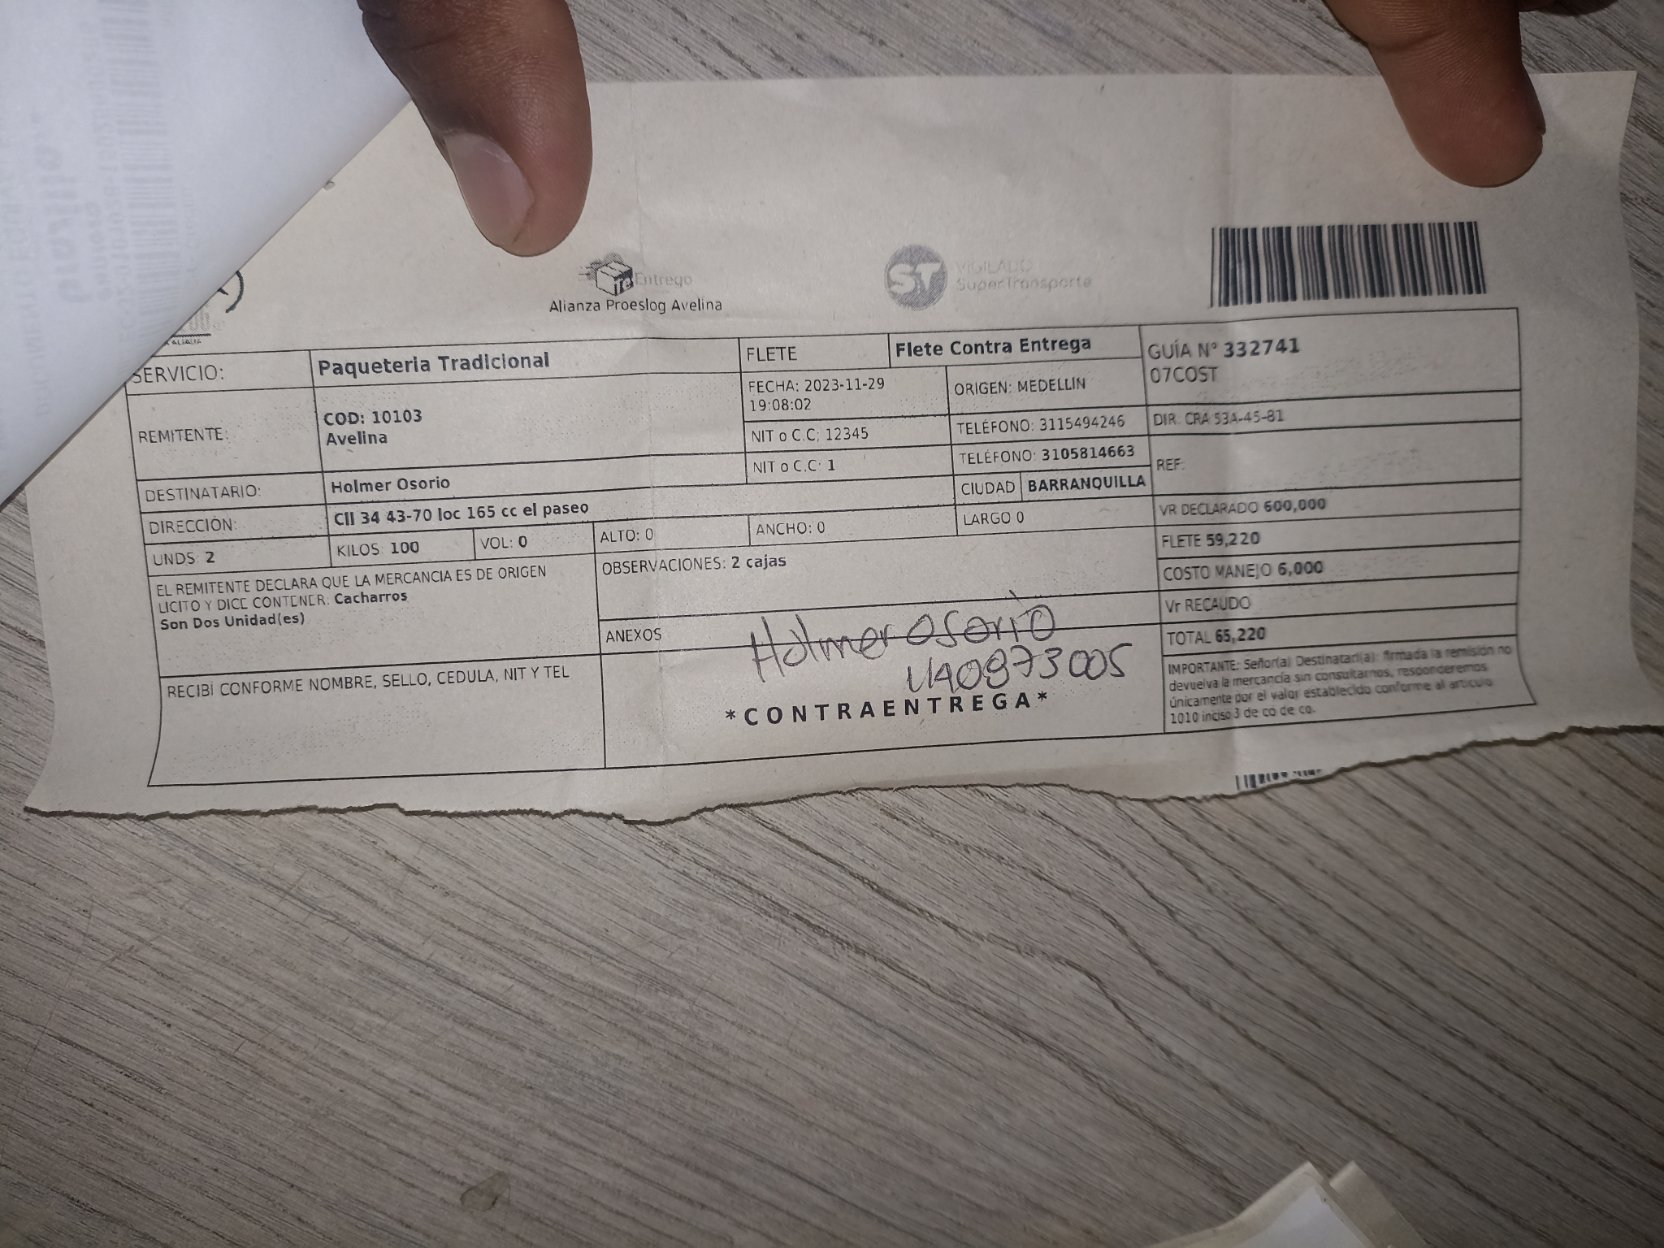 Entrego
Alianza Proeslog Avelina
ST VIGILADO
SuperTransporte
SERVICIO: Paqueteria Tradicional
FLETE Flete Contra Entrega
GUÍA N° 332741
07COST
REMITENTE: COD: 10103
Avelina
FECHA: 2023-11-29
19:08:02
ORIGEN: MEDELLIN
NIT o C.C: 12345
TELÉFONO: 3115494246
DIR: CRA 53A-45-81
DESTINATARIO: Holmer Osorio
NIT o C.C: 1
TELÉFONO: 3105814663
REF:
DIRECCIÓN: Cll 34 43-70 loc 165 cc el paseo
CIUDAD BARRANQUILLA
UNDS: 2 KILOS: 100 VOL: 0 ALTO: 0 ANCHO: 0 LARGO 0
VR DECLARADO 600,000
FLETE 59,220
COSTO MANEJO 6,000
Vr RECAUDO
TOTAL 65,220
EL REMITENTE DECLARA QUE LA MERCANCIA ES DE ORIGEN
LICITO Y DICE CONTENER: Cacharros
Son Dos Unidad(es)
OBSERVACIONES: 2 cajas
ANEXOS
Holmer Osorio
RECIBÍ CONFORME NOMBRE, SELLO, CEDULA, NIT Y TEL
*CONTRAENTREGA*
IMPORTANTE: Señor(a) Destinatari(a): firmada la remisión no
devuelva la mercancía sin consultarnos, responderemos
únicamente por el valor establecido conforme al articulo
1010 inciso 3 de co de co.